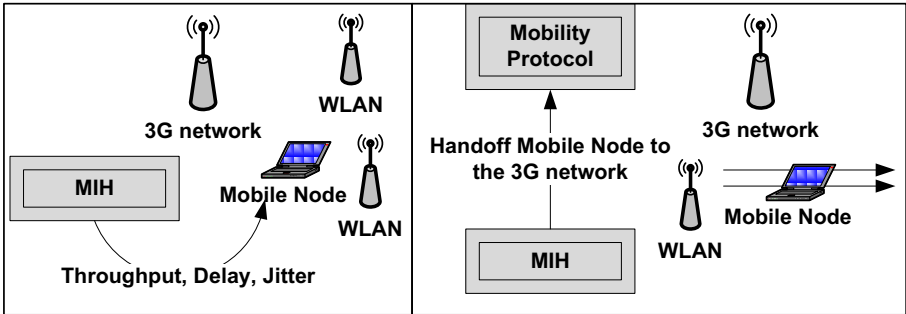 WLAN
3G network
MIH
Mobile Node
WLAN
Throughput, Delay, Jitter
Mobility
Protocol
3G network
Handoff Mobile Node to
the 3G network
Mobile Node
WLAN
MIH